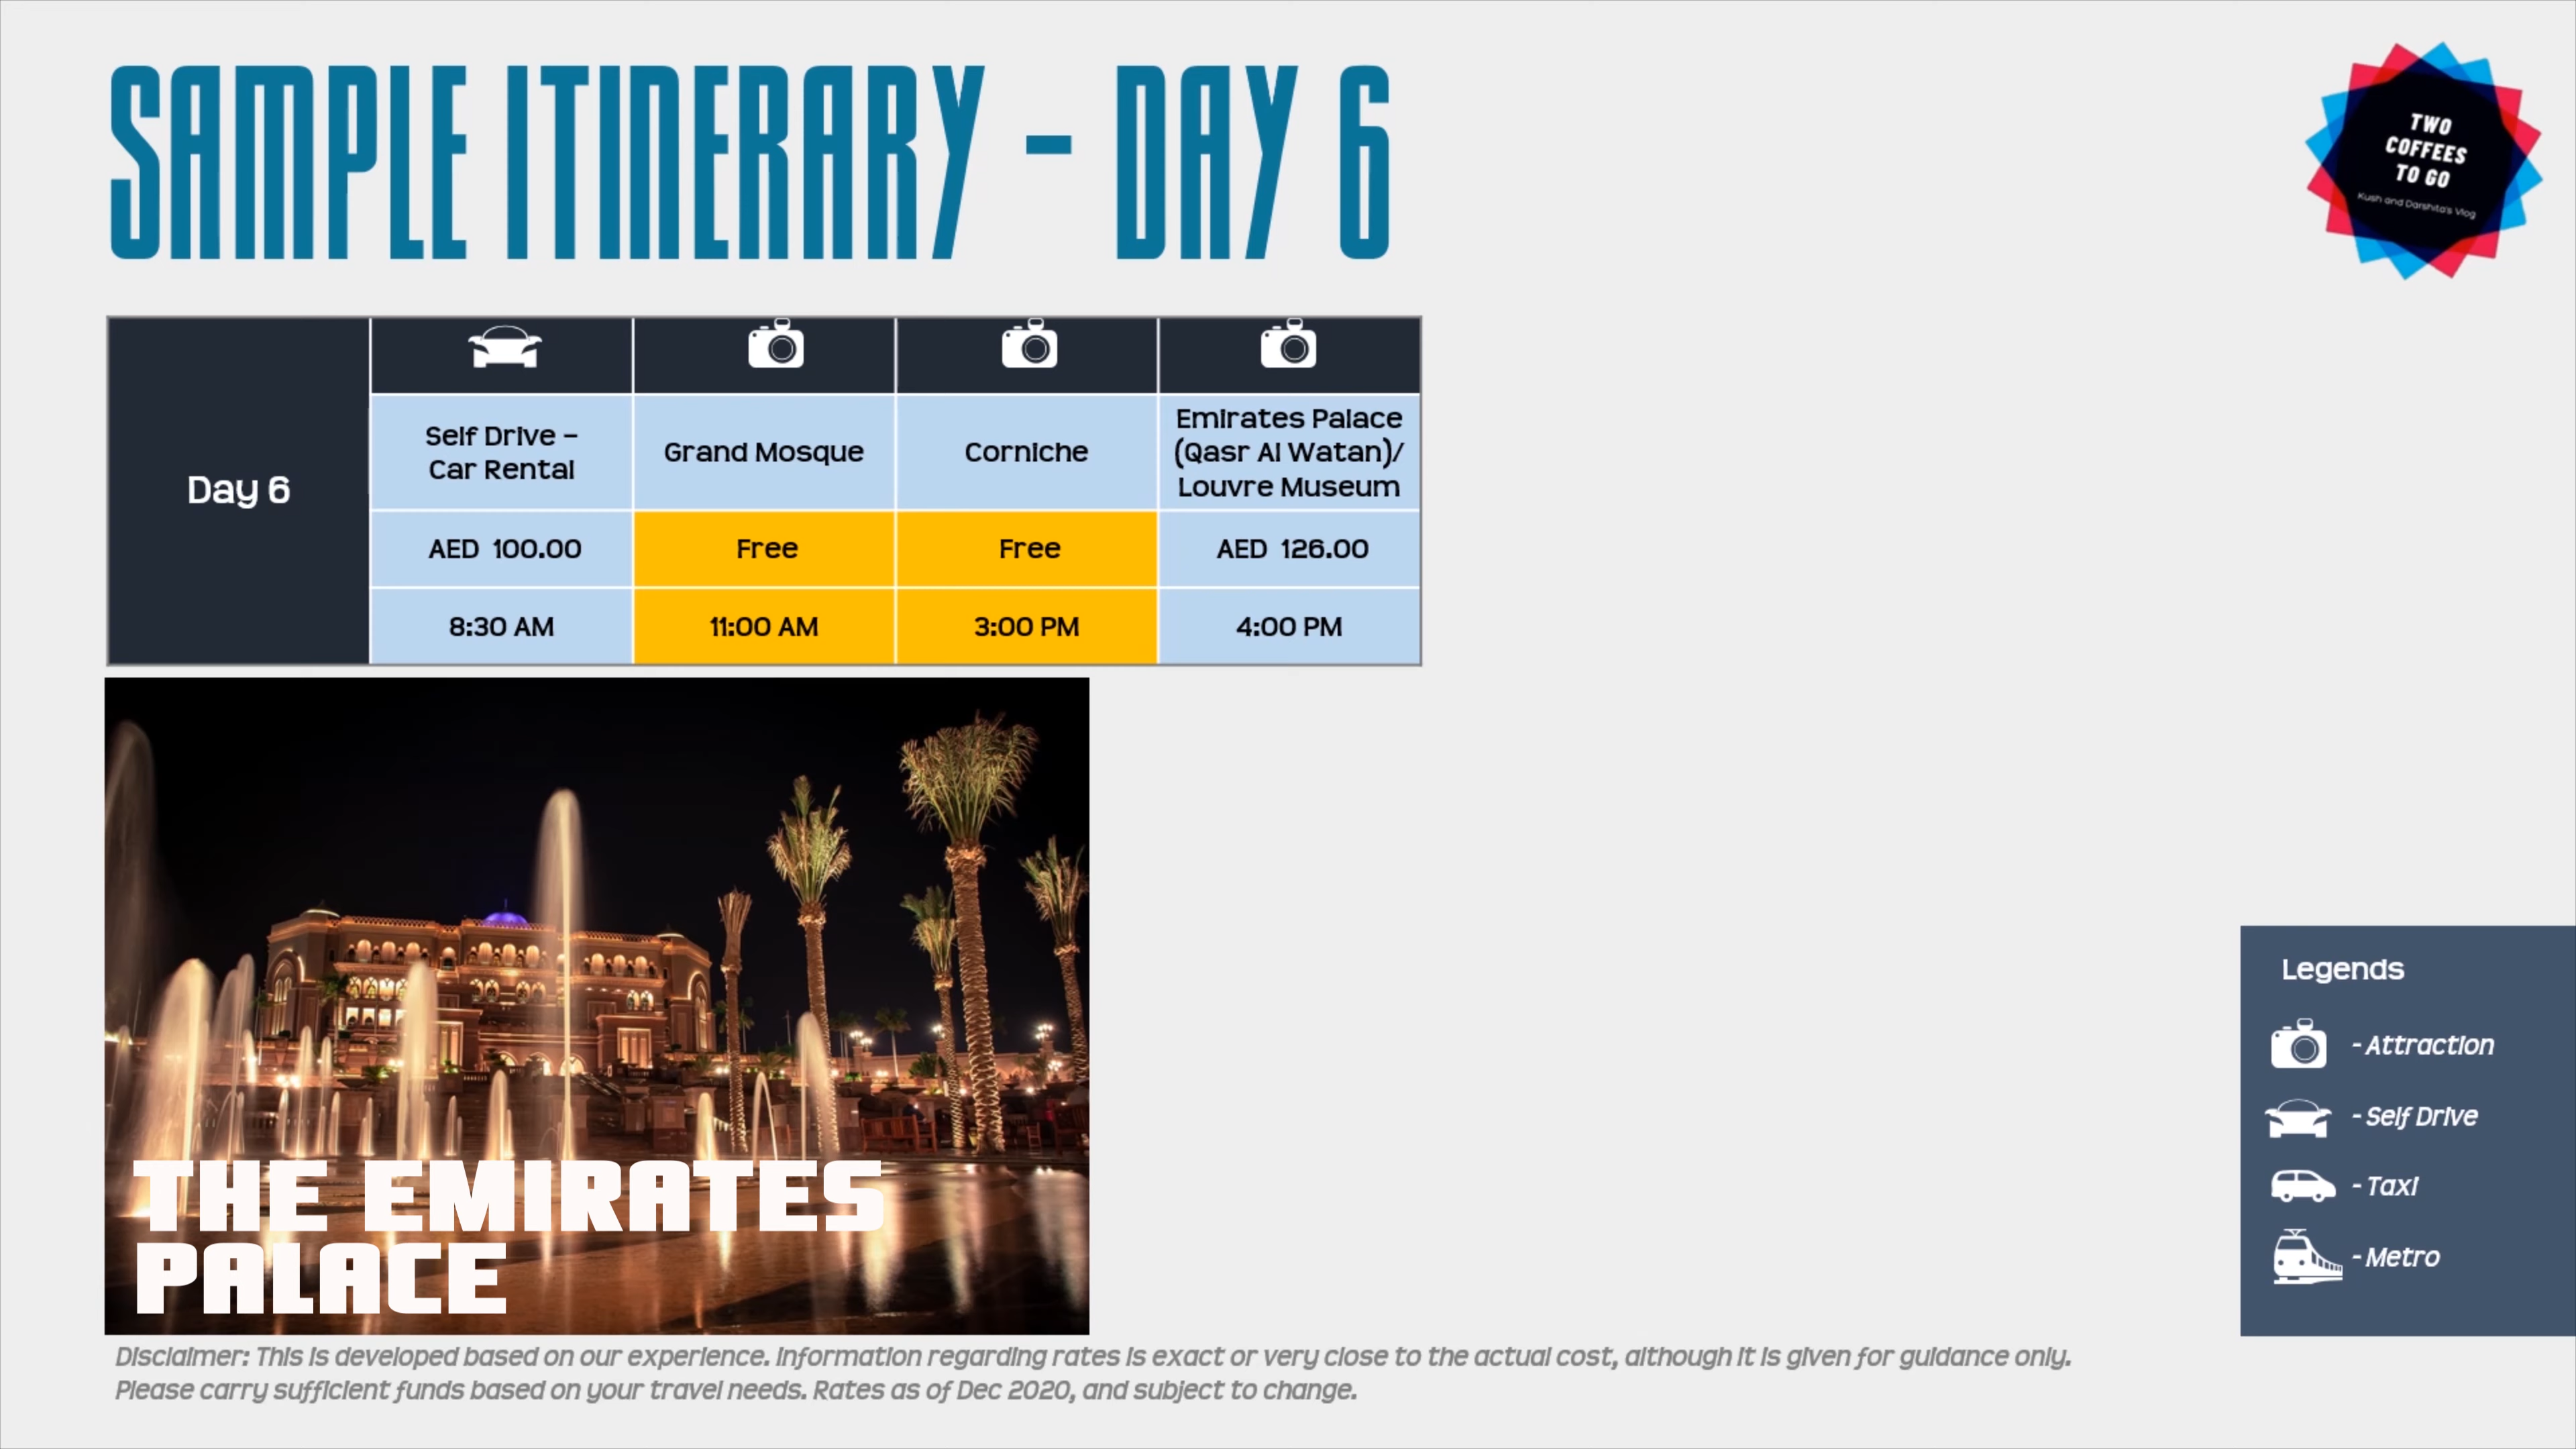 SAMPLE ITINERARY - DAY 6
TWO
COFFEES
TO GO
Kush and Darshita's Vlog
Day 6
Self Drive –
Car Rental
Grand Mosque
Corniche
Emirates Palace
(Qasr Al Watan)/
Louvre Museum
AED 100.00
Free
Free
AED 126.00
8:30 AM
11:00 AM
3:00 PM
4:00 PM
THE EMIRATES
PALACE
Legends
- Attraction
- Self Drive
- Taxi
- Metro
Disclaimer: This is developed based on our experience. Information regarding rates is exact or very close to the actual cost, although it is given for guidance only.
Please carry sufficient funds based on your travel needs. Rates as of Dec 2020, and subject to change.